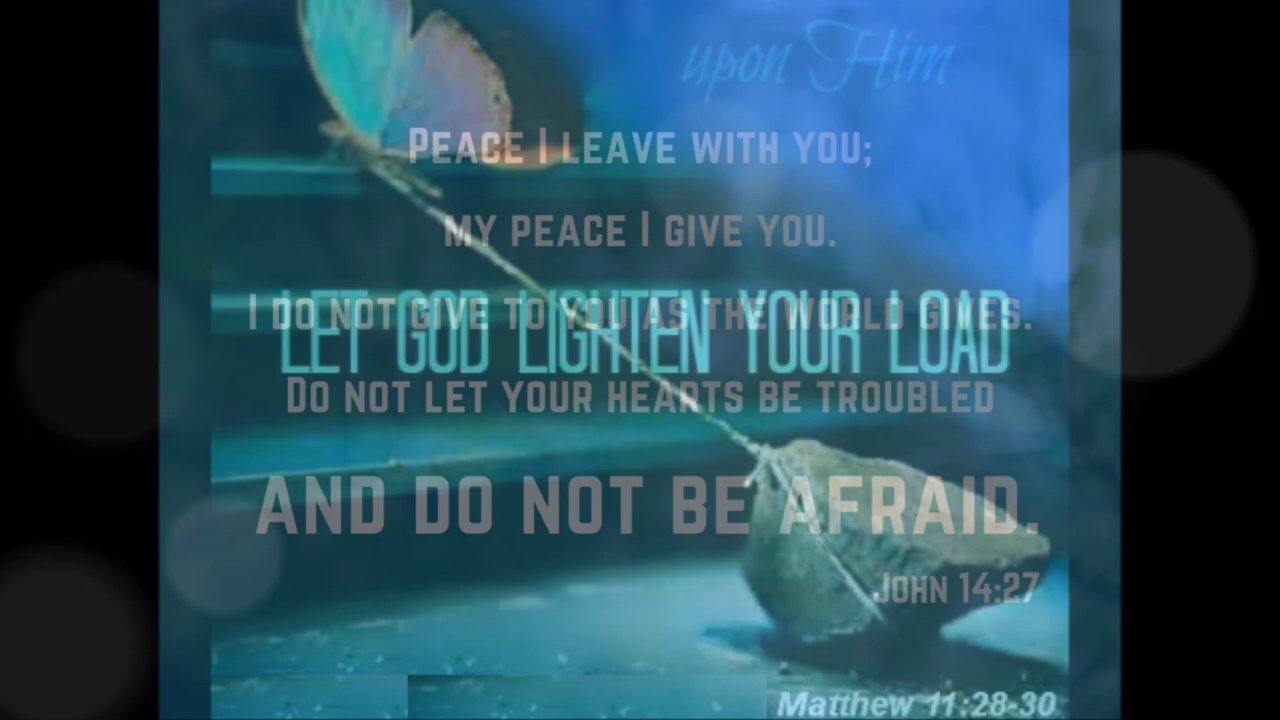 upon Him
PEACE I LEAVE WITH YOU;
MY PEACE I GIVE YOU.
I DO NOT GIVE TO YOU AS THE WORLD GIVES.
LET GOD LIGHTEN YOUR LOAD
DO NOT LET YOUR HEARTS BE TROUBLED
AND DO NOT BE AFRAID.
JOHN 14:27
Matthew 11:28-30